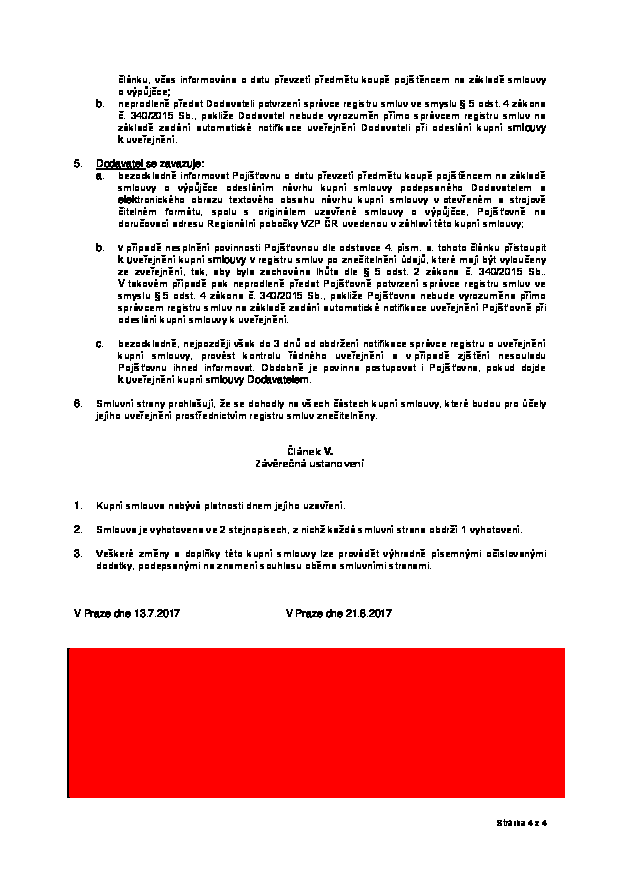 článku, včas informována o datu převzetí předmětu koupě pojištěncem na základě smlouvy
o výpůjčce;
b. neprodleně předat Dodavateli potvrzení správce registru smluv ve smyslu § 5 odst. 4 zákona
č. 340/2015 Sb., pakliže Dodavatel nebude vyrozuměn přímo správcem registru smluv na
základě zadání automatické notifikace uveřejnění Dodavateli při odeslání kupní smlouvy
k uveřejnění.
5. Dodavatel se zavazuje:
a. bezodkladně informovat Pojišťovnu o datu převzetí předmětu koupě pojištěncem na základě
smlouvy o výpůjčce odesláním návrhu kupní smlouvy podepsaného Dodavatelem a
elektronického obrazu textového obsahu návrhu kupní smlouvy v otevřeném a strojově
čitelném formátu, spolu s originálem uzavřené smlouvy o výpůjčce, Pojišťovně na
doručovací adresu Regionální pobočky VZP ČR uvedenou v záhlaví této kupní smlouvy;
b. v případě nesplnění povinnosti Pojišťovnou dle odstavce 4. písm. a. tohoto článku přistoupit
k uveřejnění kupní smlouvy v registru smluv po znečitelnění údajů, které mají být vyloučeny
ze zveřejnění, tak, aby byla zachována lhůta dle § 5 odst. 2 zákona č. 340/2015 Sb..
V takovém případě pak neprodleně předat Pojišťovně potvrzení správce registru smluv ve
smyslu § 5 odst. 4 zákona č. 340/2015 Sb., pakliže Pojišťovna nebude vyrozuměna přímo
správcem registru smluv na základě zadání automatické notifikace uveřejnění Pojišťovně při
odeslání kupní smlouvy k uveřejnění.
c. bezodkladně, nejpozději však do 3 dnů od obdržení notifikace správce registru o uveřejnění
kupní smlouvy, provést kontrolu řádného uveřejnění a v případě zjištění nesouladu
Pojišťovnu ihned informovat. Obdobně je povinna postupovat i Pojišťovna, pokud dojde
k uveřejnění kupní smlouvy Dodavatelem.
6. Smluvní strany prohlašují, že se dohodly na všech částech kupní smlouvy, které budou pro účely
jejího uveřejnění prostřednictvím registru smluv znečitelněny.
Článek V.
Závěrečná ustanovení
1. Kupní smlouva nabývá platnosti dnem jejího uzavření.
2. Smlouva je vyhotovena ve 2 stejnopisech, z nichž každá smluvní strana obdrží 1 vyhotovení.
3. Veškeré změny a doplňky této kupní smlouvy lze provádět výhradně písemnými očíslovanými
dodatky, podepsanými na znamení souhlasu oběma smluvními stranami.
V Praze dne 13.7.2017 V Praze dne 21.8.2017
Stránka 4 z 4